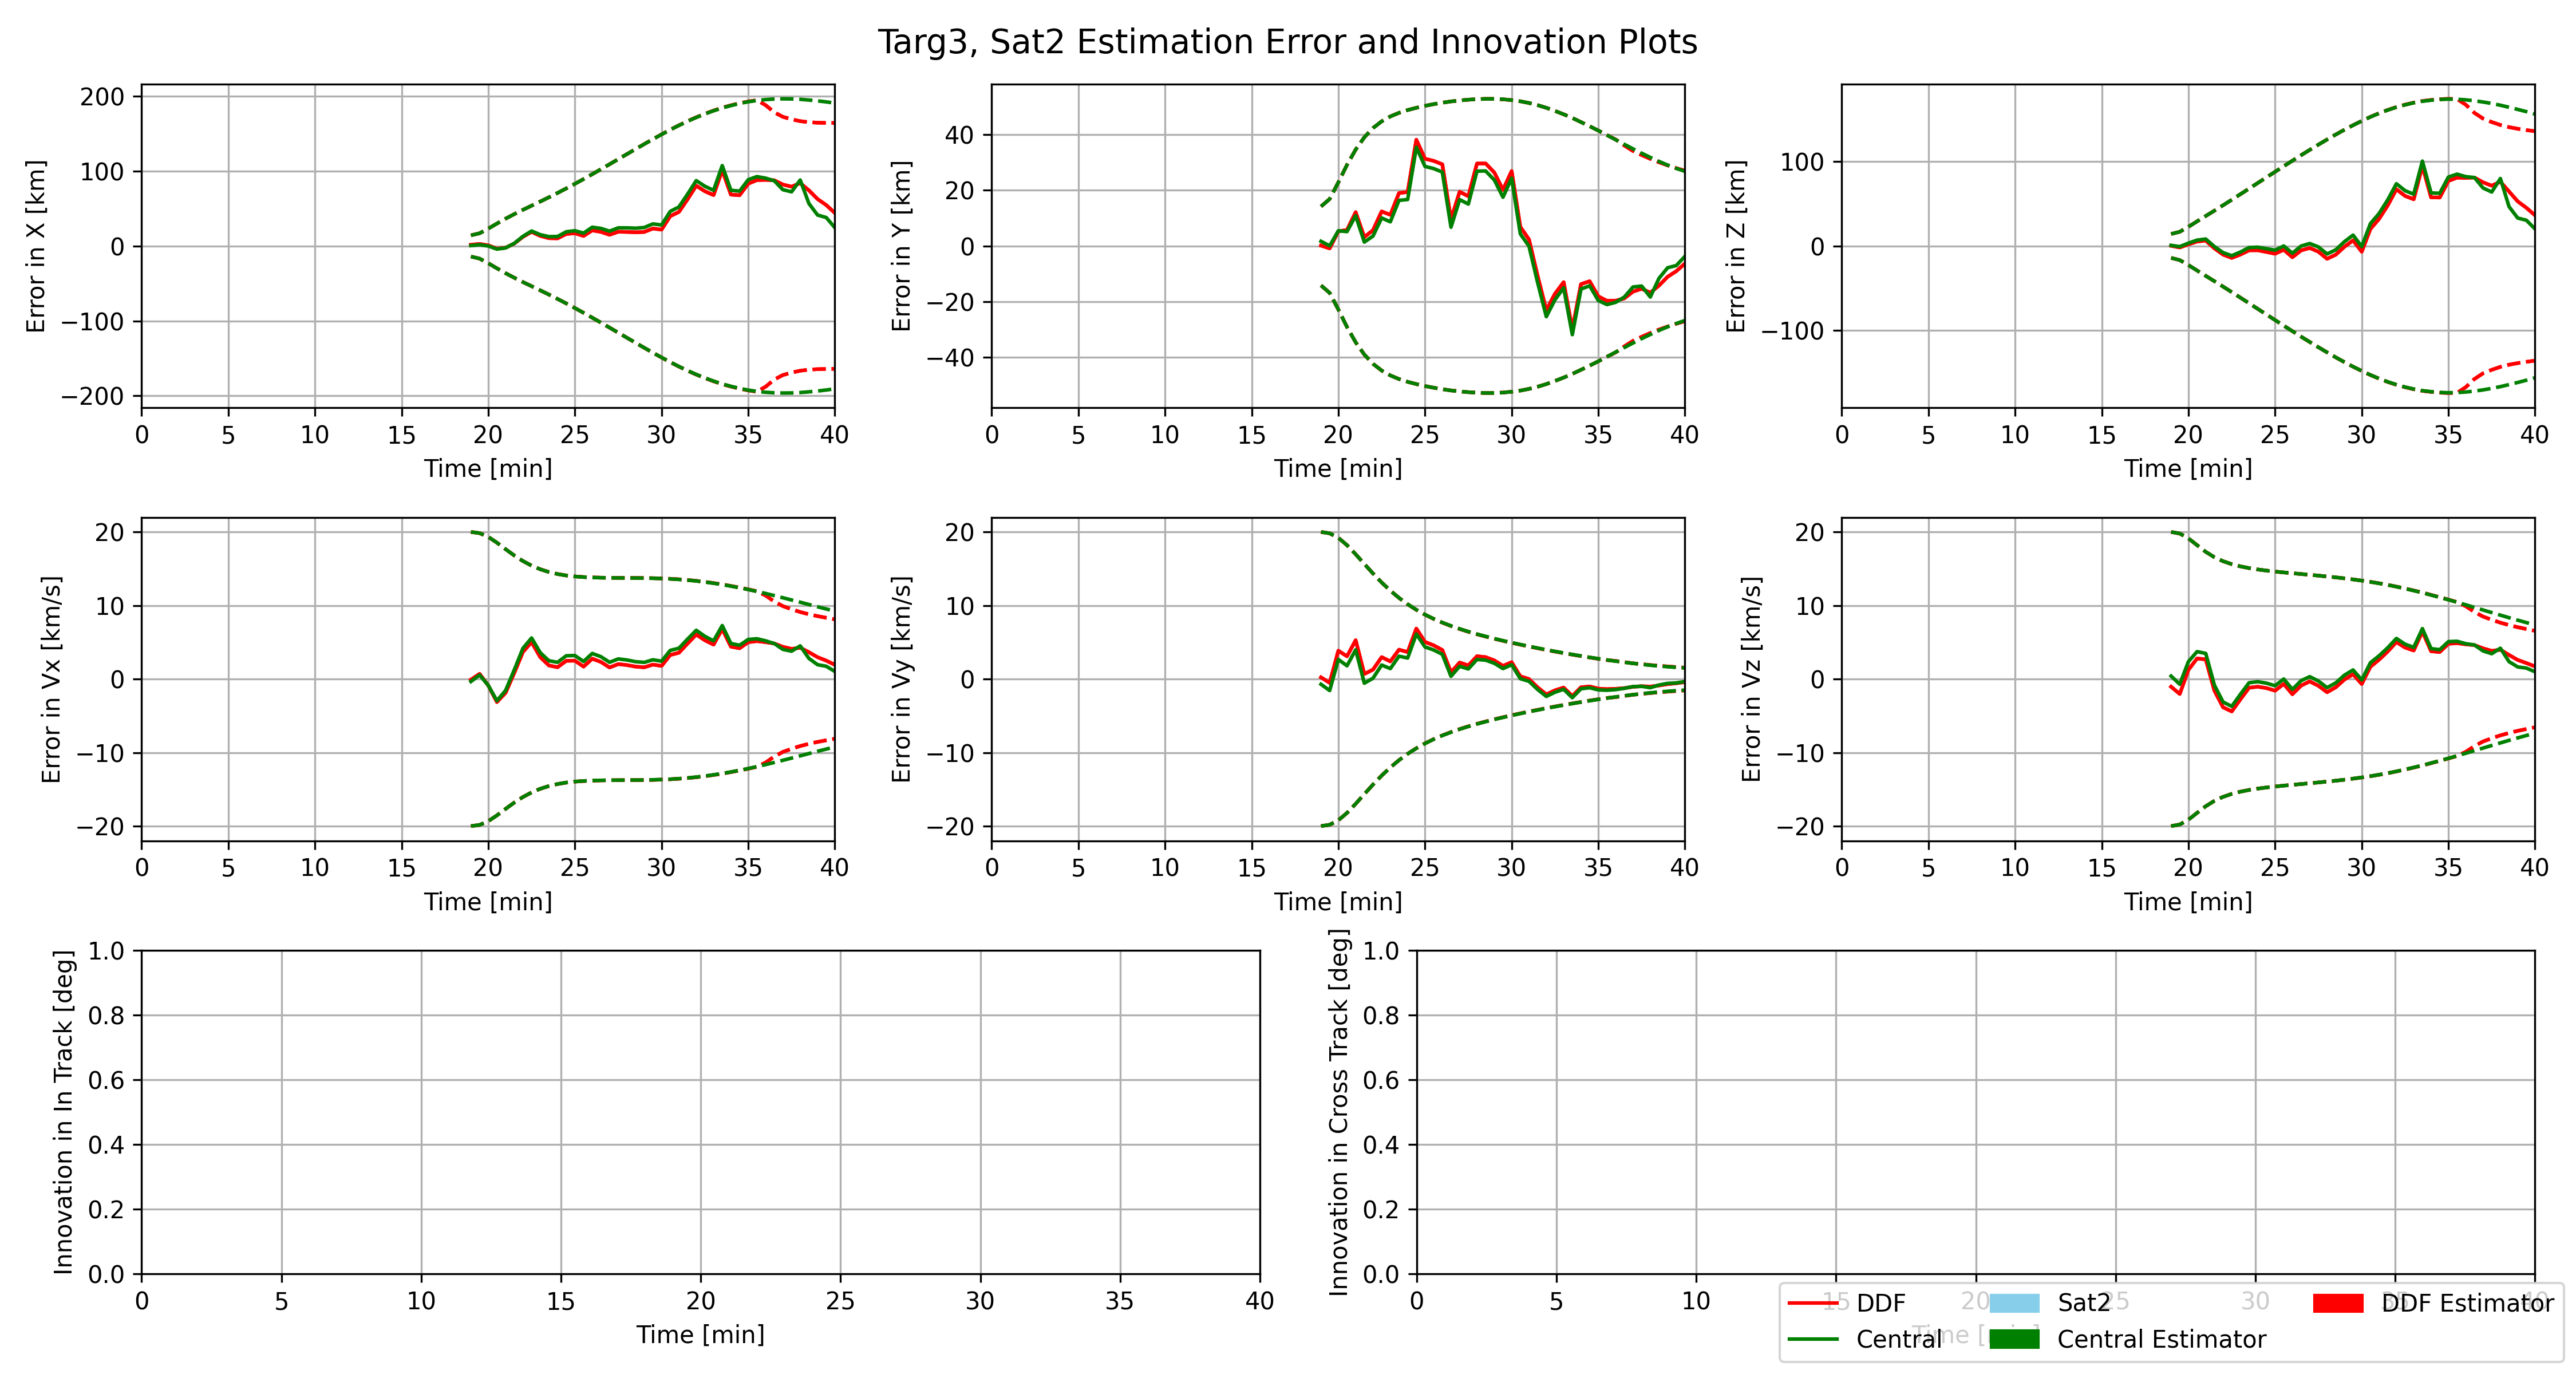 Targ3, Sat2 Estimation Error and Innovation Plots
200
100
0
−100
−200
Error in X [km]
0 5 10 15 20 25 30 35 40
Time [min]
40
20
0
−20
−40
Error in Y [km]
0 5 10 15 20 25 30 35 40
Time [min]
100
0
−100
Error in Z [km]
0 5 10 15 20 25 30 35 40
Time [min]
20
10
0
−10
−20
Error in Vx [km/s]
0 5 10 15 20 25 30 35 40
Time [min]
20
10
0
−10
−20
Error in Vy [km/s]
0 5 10 15 20 25 30 35 40
Time [min]
20
10
0
−10
−20
Error in Vz [km/s]
0 5 10 15 20 25 30 35 40
Time [min]
1.0
0.8
0.6
0.4
0.2
0.0
Innovation in In Track [deg]
0 5 10 15 20 25 30 35 40
Time [min]
1.0
0.8
0.6
0.4
0.2
0.0
Innovation in Cross Track [deg]
0 5 10 15 20 25 30 35 40
Time [min]
DDF
Central
Sat2
Central Estimator
DDF Estimator